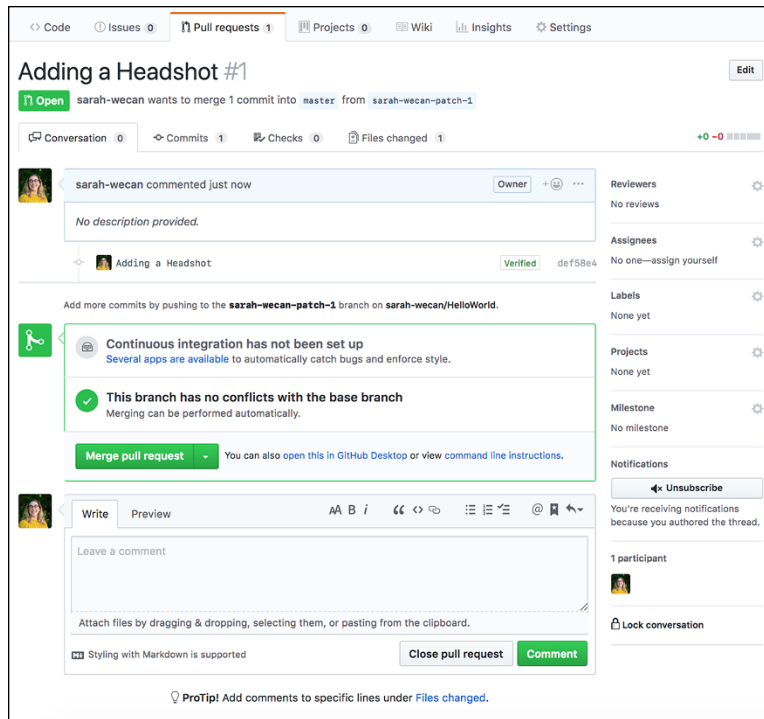 Code Issues 0 Pull requests 1 Projects 0 Wiki Insights Settings
Adding a Headshot #1
Edit
Open sarah-wecan wants to merge 1 commit into master from sarah-wecan-patch-1
Conversation 0 Commits 1 Checks 0 Files changed 1 +0 −0
sarah-wecan commented just now Owner
No description provided.
Adding a Headshot Verified def58e4
Add more commits by pushing to the sarah-wecan-patch-1 branch on sarah-wecan/HelloWorld.
Continuous integration has not been set up
Several apps are available to automatically catch bugs and enforce style.
This branch has no conflicts with the base branch
Merging can be performed automatically.
Merge pull request You can also open this in GitHub Desktop or view command line instructions.
Write Preview AA B i @
Leave a comment
Attach files by dragging & dropping, selecting them, or pasting from the clipboard.
Styling with Markdown is supported
Close pull request Comment
ProTip! Add comments to specific lines under Files changed.
Reviewers
No reviews
Assignees
No one—assign yourself
Labels
None yet
Projects
None yet
Milestone
No milestone
Notifications
Unsubscribe
You're receiving notifications
because you authored the thread.
1 participant
Lock conversation